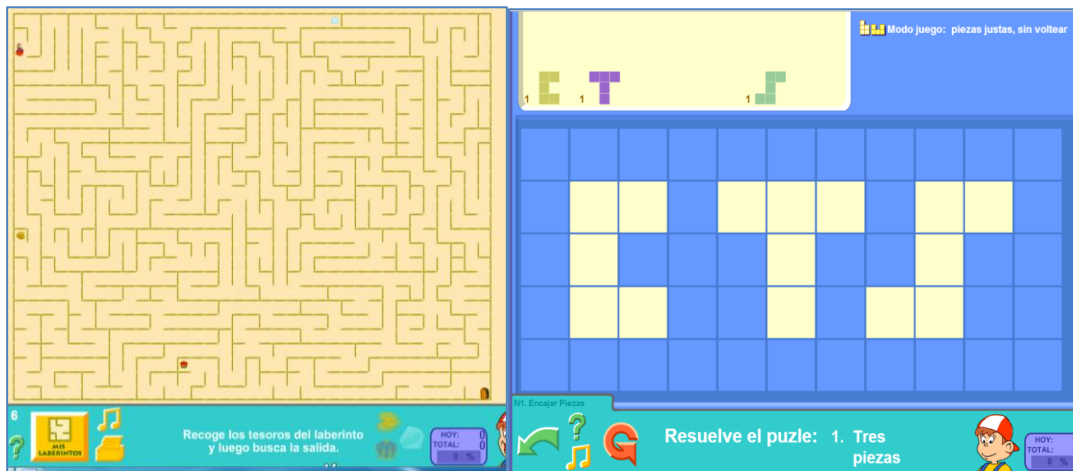 6
MIS
LABERINTOS
Recoge los tesoros del laberinto
y luego busca la salida.
HOY: 0
TOTAL: 0
0 %
Modo juego: piezas justas, sin voltear
1
1
1
N1. Encajar Piezas
Resuelve el puzle: 1. Tres
piezas
HOY: 0
TOTAL: 0
0 %